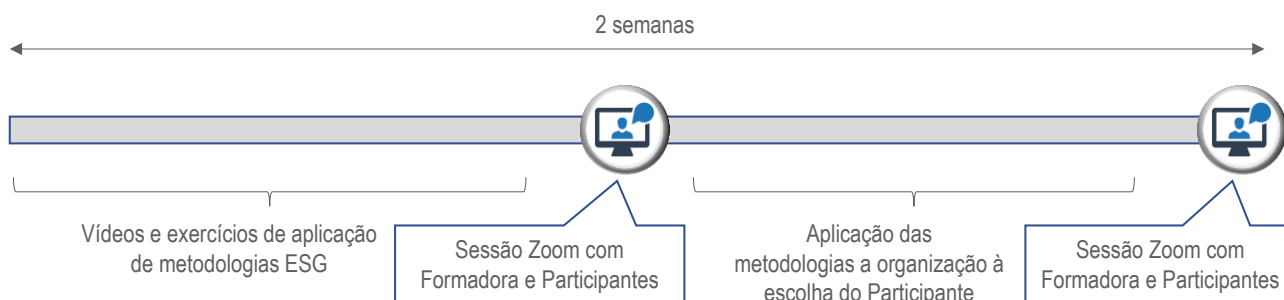 2 semanas
Vídeos e exercícios de aplicação
de metodologias ESG
Sessão Zoom com
Formadora e Participantes
Aplicação das
metodologias a organização à
escolha do Participante
Sessão Zoom com
Formadora e Participantes